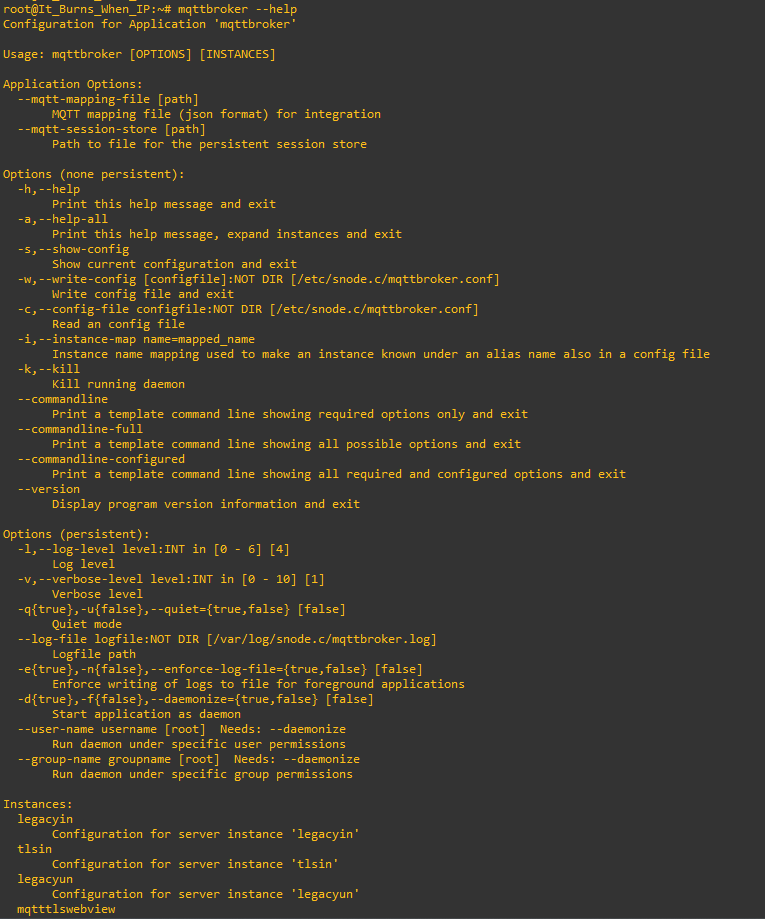 root@It_Burns_When_IP:~# mqttbroker --help
Configuration for Application 'mqttbroker'

Usage: mqttbroker [OPTIONS] [INSTANCES]

Application Options:
  --mqtt-mapping-file [path]
       MQTT mapping file (json format) for integration
  --mqtt-session-store [path]
       Path to file for the persistent session store

Options (none persistent):
  -h,--help
       Print this help message and exit
  -a,--help-all
       Print this help message, expand instances and exit
  -s,--show-config
       Show current configuration and exit
  -w,--write-config [configfile]:NOT DIR [/etc/snode.c/mqttbroker.conf]
       Write config file and exit
  -c,--config-file configfile:NOT DIR [/etc/snode.c/mqttbroker.conf]
       Read an config file
  -i,--instance-map name=mapped_name
       Instance name mapping used to make an instance known under an alias name also in a config file
  -k,--kill
       Kill running daemon
  --commandline
       Print a template command line showing required options only and exit
  --commandline-full
       Print a template command line showing all possible options and exit
  --commandline-configured
       Print a template command line showing all required and configured options and exit
  --version
       Display program version information and exit

Options (persistent):
  -l,--log-level level:INT in [0 - 6] [4]
       Log level
  -v,--verbose-level level:INT in [0 - 10] [1]
       Verbose level
  -q{true},-u{false},--quiet={true,false} [false]
       Quiet mode
  --log-file logfile:NOT DIR [/var/log/snode.c/mqttbroker.log]
       Logfile path
  -e{true},-n{false},--enforce-log-file={true,false} [false]
       Enforce writing of logs to file for foreground applications
  -d{true},-f{false},--daemonize={true,false} [false]
       Start application as daemon
  --user-name username [root]  Needs: --daemonize
       Run daemon under specific user permissions
  --group-name groupname [root]  Needs: --daemonize
       Run daemon under specific group permissions

Instances:
  legacyin
       Configuration for server instance 'legacyin'
  tlsin
       Configuration for server instance 'tlsin'
  legacyun
       Configuration for server instance 'legacyun'
  mqtttlswebview